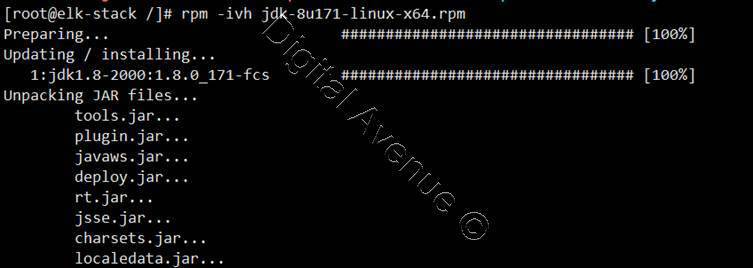 [root@elk-stack /]# rpm -ivh jdk-8u171-linux-x64.rpm
Preparing...                          ################################# [100%]
Updating / installing...
   1:jdk1.8-2000:1.8.0_171-fcs        ################################# [100%]
Unpacking JAR files...
        tools.jar...
        plugin.jar...
        javaws.jar...
        deploy.jar...
        rt.jar...
        jsse.jar...
        charsets.jar...
        localedata.jar...
Digital Avenue ©